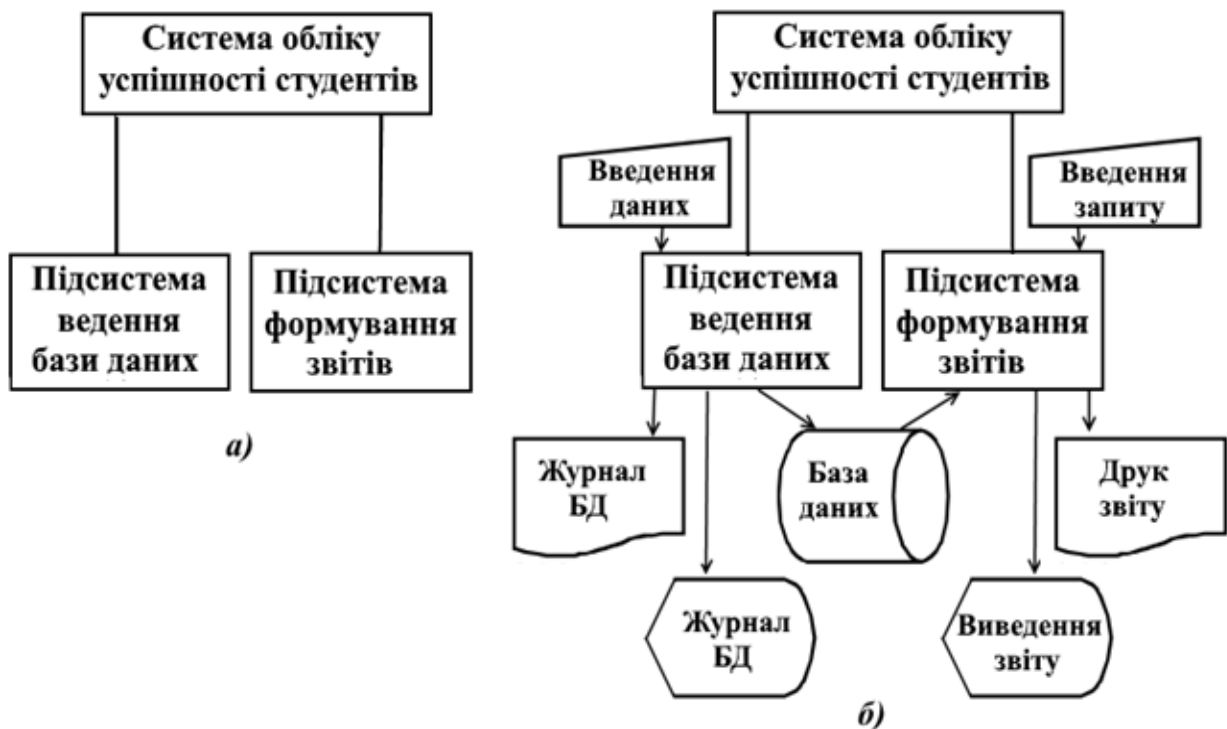 Система обліку
успішності студентів
Підсистема
ведення
бази даних
Підсистема
формування
звітів
а)
Система обліку
успішності студентів
Введення
даних
Введення
запиту
Підсистема
ведення
бази даних
Підсистема
формування
звітів
Журнал
БД
База
даних
Друк
звіту
Журнал
БД
Виведення
звіту
б)